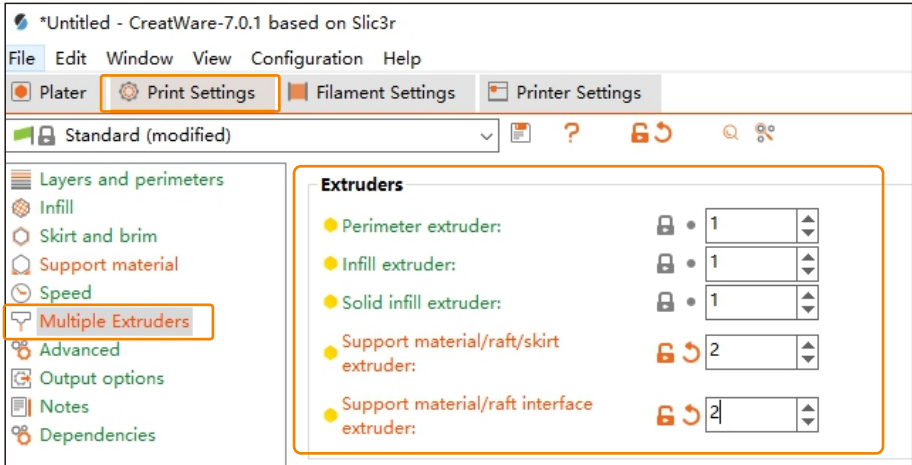 *Untitled - CreatWare-7.0.1 based on Slic3r
File Edit Window View Configuration Help
Plater Print Settings Filament Settings Printer Settings
Standard (modified) ?
Layers and perimeters
Infill
Skirt and brim
Support material
Speed
Multiple Extruders
Advanced
Output options
Notes
Dependencies
Extruders
Perimeter extruder: 1
Infill extruder: 1
Solid infill extruder: 1
Support material/raft/skirt
extruder: 2
Support material/raft interface
extruder: 2